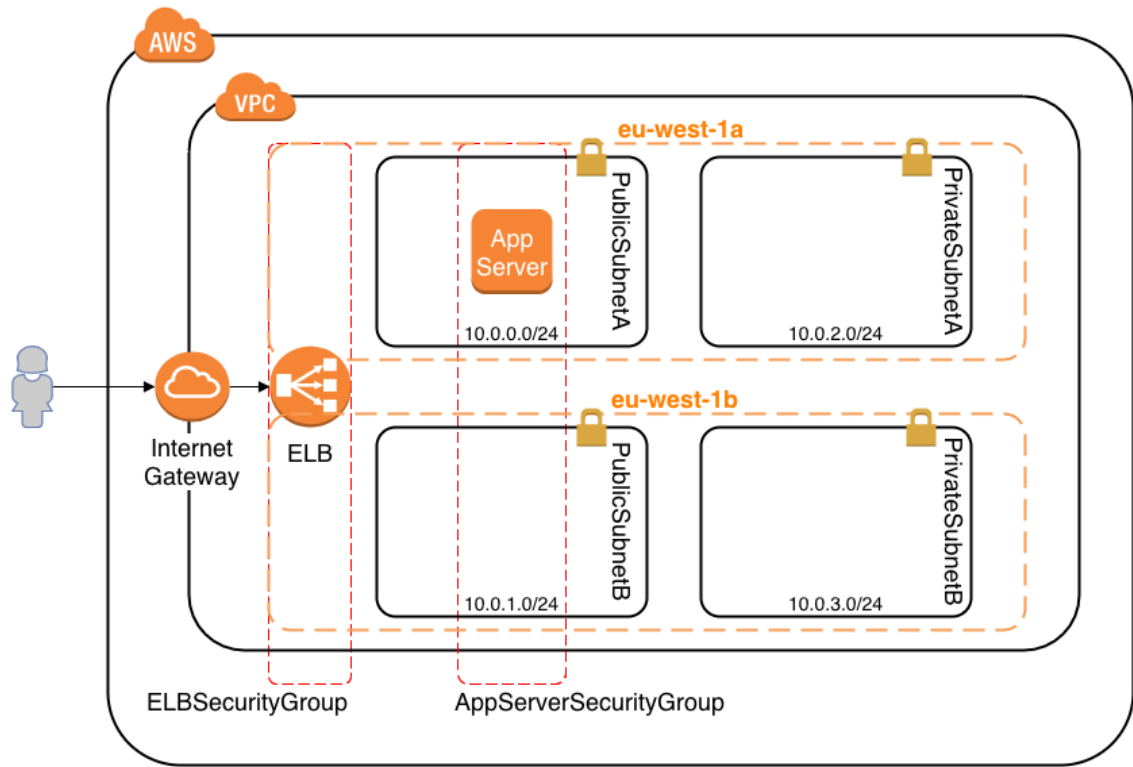 AWS
VPC
eu-west-1a
PublicSubnetA
PrivateSubnetA
App
Server
10.0.0.0/24
10.0.2.0/24
eu-west-1b
Internet
Gateway
ELB
PublicSubnetB
PrivateSubnetB
10.0.1.0/24
10.0.3.0/24
ELBSecurityGroup
AppServerSecurityGroup